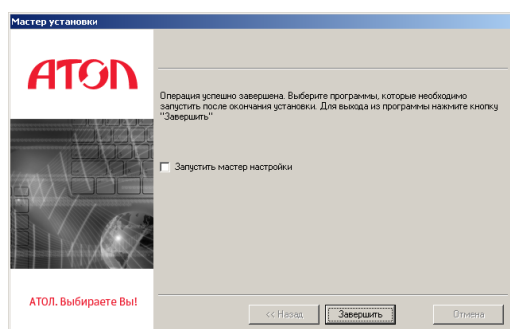 Мастер установки
АТОЛ
Операция успешно завершена. Выберите программы, которые необходимо
запустить после окончания установки. Для выхода из программы нажмите кнопку
"Завершить"
Запустить мастер настройки
АТОЛ. Выбираете Вы!
<< Назад Завершить Отмена